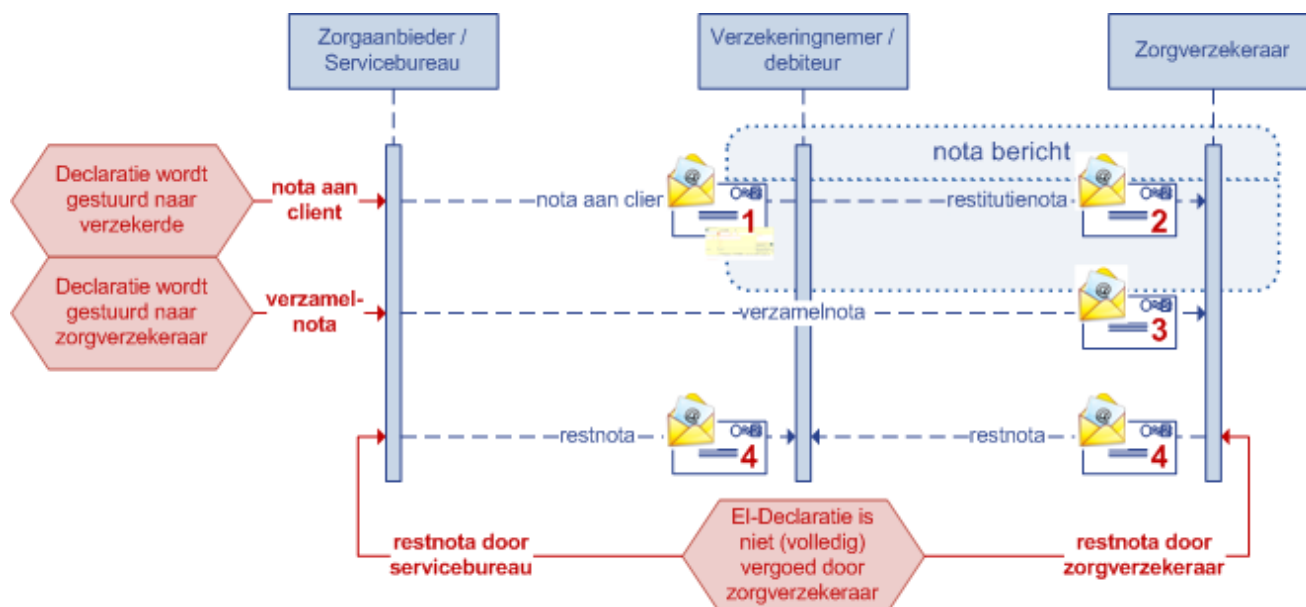 Zorgaanbieder /
Servicebureau
Verzekeringnemer /
debiteur
Zorgverzekeraar
nota bericht
Declaratie wordt
gestuurd naar
verzekerde
nota aan
client
nota aan clien
1
restitutienota
2
Declaratie wordt
gestuurd naar
zorgverzekeraar
verzamel-
nota
verzamelnota
3
restnota
4
restnota
4
restnota door
servicebureau
EI-Declaratie is
niet (volledig)
vergoed door
zorgverzekeraar
restnota door
zorgverzekeraar